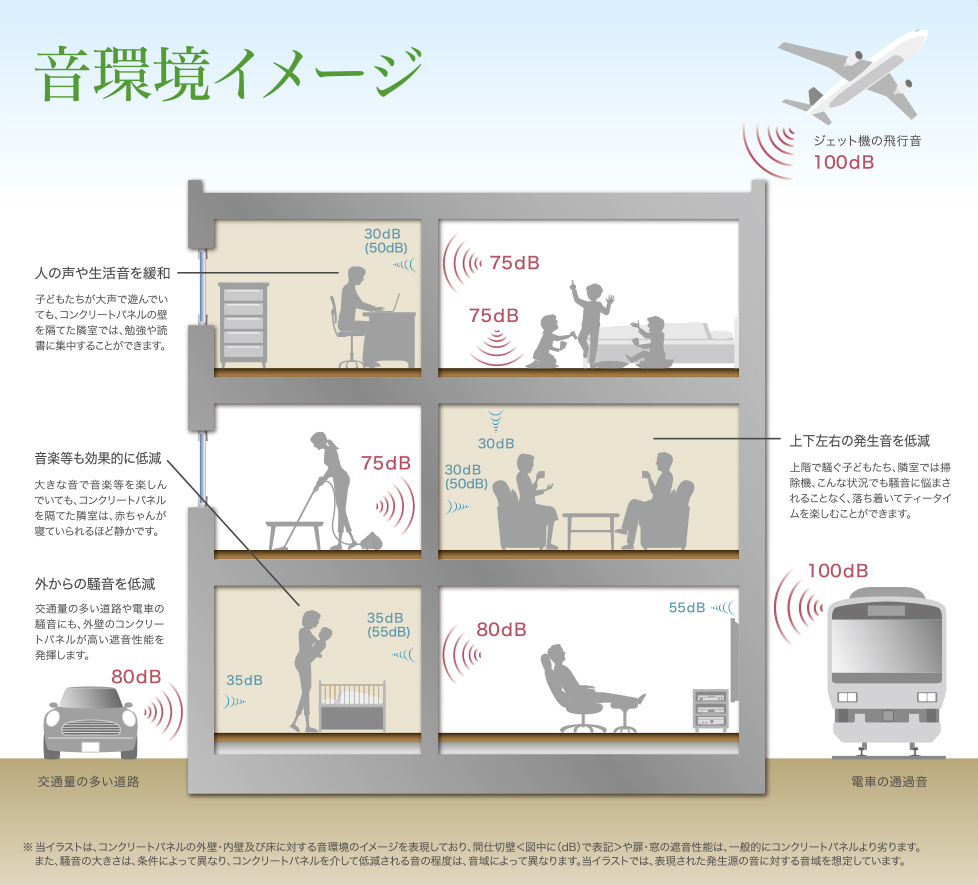 音環境イメージ
ジェット機の飛行音
100dB
30dB
(50dB)
75dB
75dB
人の声や生活音を緩和
子どもたちが大声で遊んでい
ても、コンクリートパネルの壁
を隔てた隣室では、勉強や読
書に集中することができます。
30dB
30dB
(50dB)
75dB
上下左右の発生音を低減
上階で騒ぐ子どもたち、隣室では掃
除機、こんな状況でも騒音に悩まさ
れることなく、落ち着いてティータイ
ムを楽しむことができます。
音楽等も効果的に低減
大きな音で音楽等を楽しん
でいても、コンクリートパネル
を隔てた隣室は、赤ちゃんが
寝ていられるほど静かです。
外からの騒音を低減
交通量の多い道路や電車の
騒音にも、外壁のコンクリー
トパネルが高い遮音性能を
発揮します。
80dB
35dB
35dB
(55dB)
80dB
55dB
100dB
交通量の多い道路
電車の通過音
※当イラストは、コンクリートパネルの外壁・内壁及び床に対する音環境のイメージを表現しており、間仕切壁<図中に(dB)で表記>や扉・窓の遮音性能は、一般的にコンクリートパネルより劣ります。
また、騒音の大きさは、条件によって異なり、コンクリートパネルを介して低減される音の程度は、音域によって異なります。当イラストでは、表現された発生源の音に対する音域を想定しています。